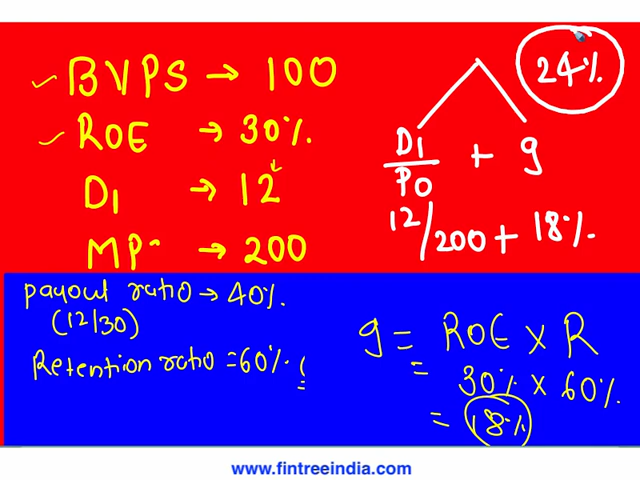 BVPS → 100
ROE → 30%
D1 → 12
MP → 200
24%
D1/P0 + g
12/200 + 18%
Payout ratio → 40%.
(12/30)
Retention ratio = 60%. (
g = ROE x R
= 30% x 60%
= 18%
www.fintreeindia.com